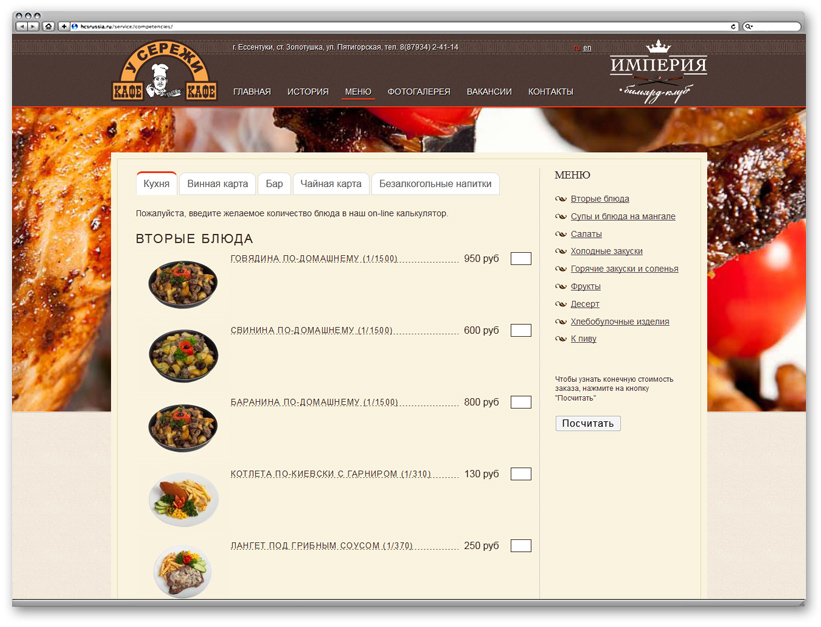 hcsrussia.ru/service/competencies/
У СЕРЕЖИ
КАФЕ КАФЕ
г. Ессентуки, ст. Золотушка, ул. Пятигорская, тел. 8(87934) 2-41-14
ru en
ИМПЕРИЯ
бильярд-клуб
ГЛАВНАЯ ИСТОРИЯ МЕНЮ ФОТОГАЛЕРЕЯ ВАКАНСИИ КОНТАКТЫ
Кухня Винная карта Бар Чайная карта Безалкогольные напитки
Пожалуйста, введите желаемое количество блюда в наш on-line калькулятор.
ВТОРЫЕ БЛЮДА
ГОВЯДИНА ПО-ДОМАШНЕМУ (1/1500) 950 руб
СВИНИНА ПО-ДОМАШНЕМУ (1/1500) 600 руб
БАРАНИНА ПО-ДОМАШНЕМУ (1/1500) 800 руб
КОТЛЕТА ПО-КИЕВСКИ С ГАРНИРОМ (1/310) 130 руб
ЛАНГЕТ ПОД ГРИБНЫМ СОУСОМ (1/370) 250 руб
МЕНЮ
Вторые блюда
Супы и блюда на мангале
Салаты
Холодные закуски
Горячие закуски и соленья
Фрукты
Десерт
Хлебобулочные изделия
К пиву
Чтобы узнать конечную стоимость
заказа, нажмите на кнопку
"Посчитать"
Посчитать